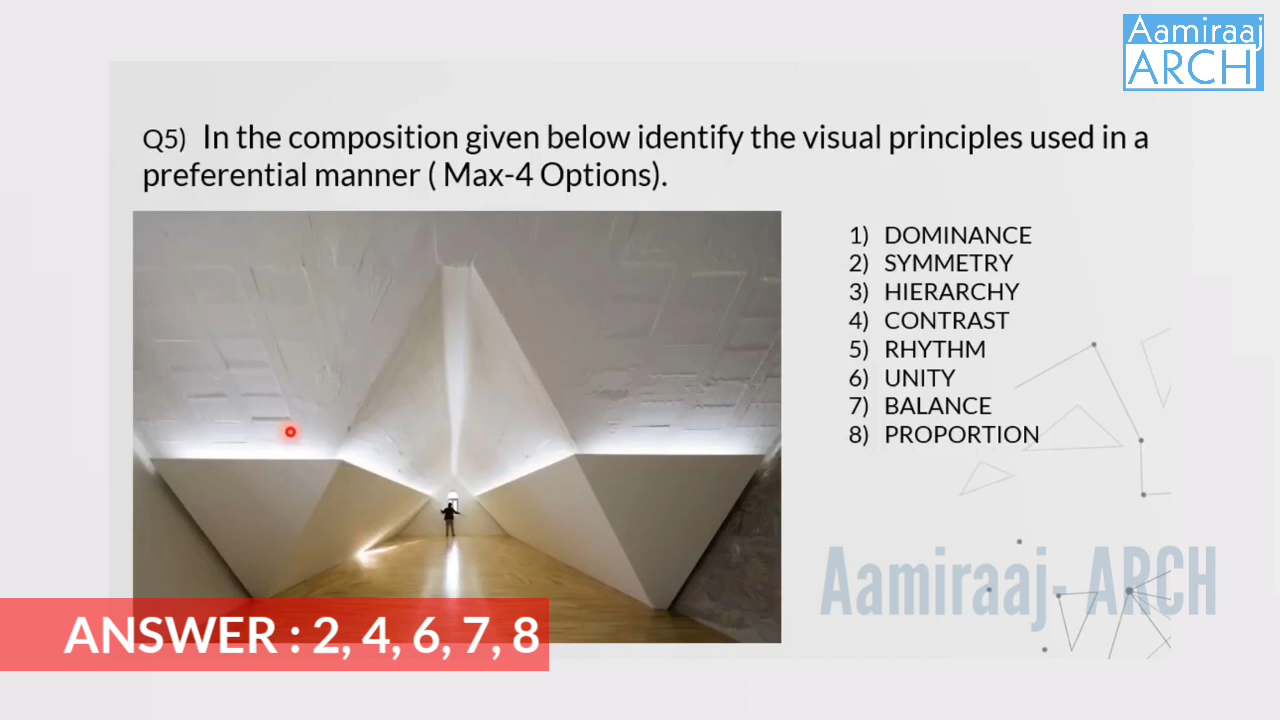 Aamiraaj
ARCH
Q5) In the composition given below identify the visual principles used in a
preferential manner ( Max-4 Options).
1) DOMINANCE
2) SYMMETRY
3) HIERARCHY
4) CONTRAST
5) RHYTHM
6) UNITY
7) BALANCE
8) PROPORTION
Aamiraaj- ARCH
ANSWER : 2, 4, 6, 7, 8